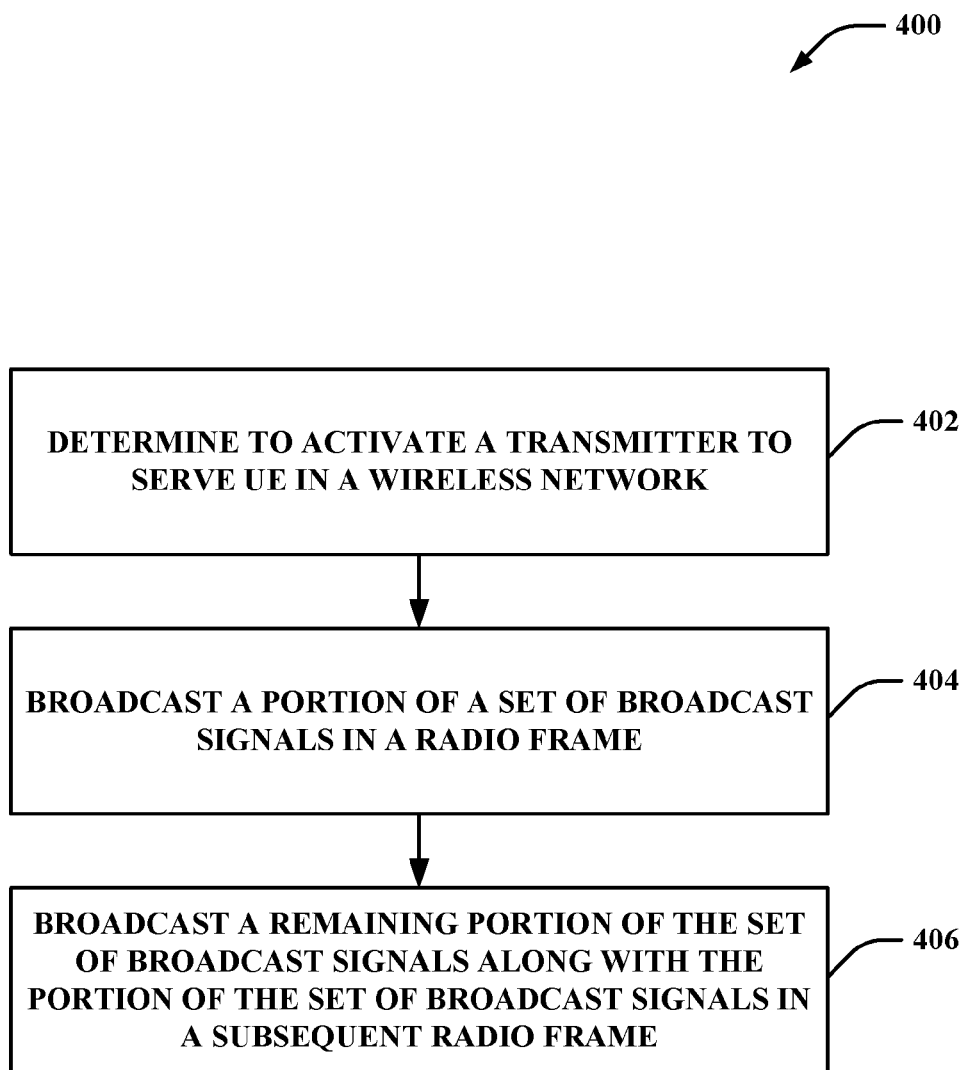 400
DETERMINE TO ACTIVATE A TRANSMITTER TO
SERVE UE IN A WIRELESS NETWORK
402
BROADCAST A PORTION OF A SET OF BROADCAST
SIGNALS IN A RADIO FRAME
404
BROADCAST A REMAINING PORTION OF THE SET
OF BROADCAST SIGNALS ALONG WITH THE
PORTION OF THE SET OF BROADCAST SIGNALS IN
A SUBSEQUENT RADIO FRAME
406